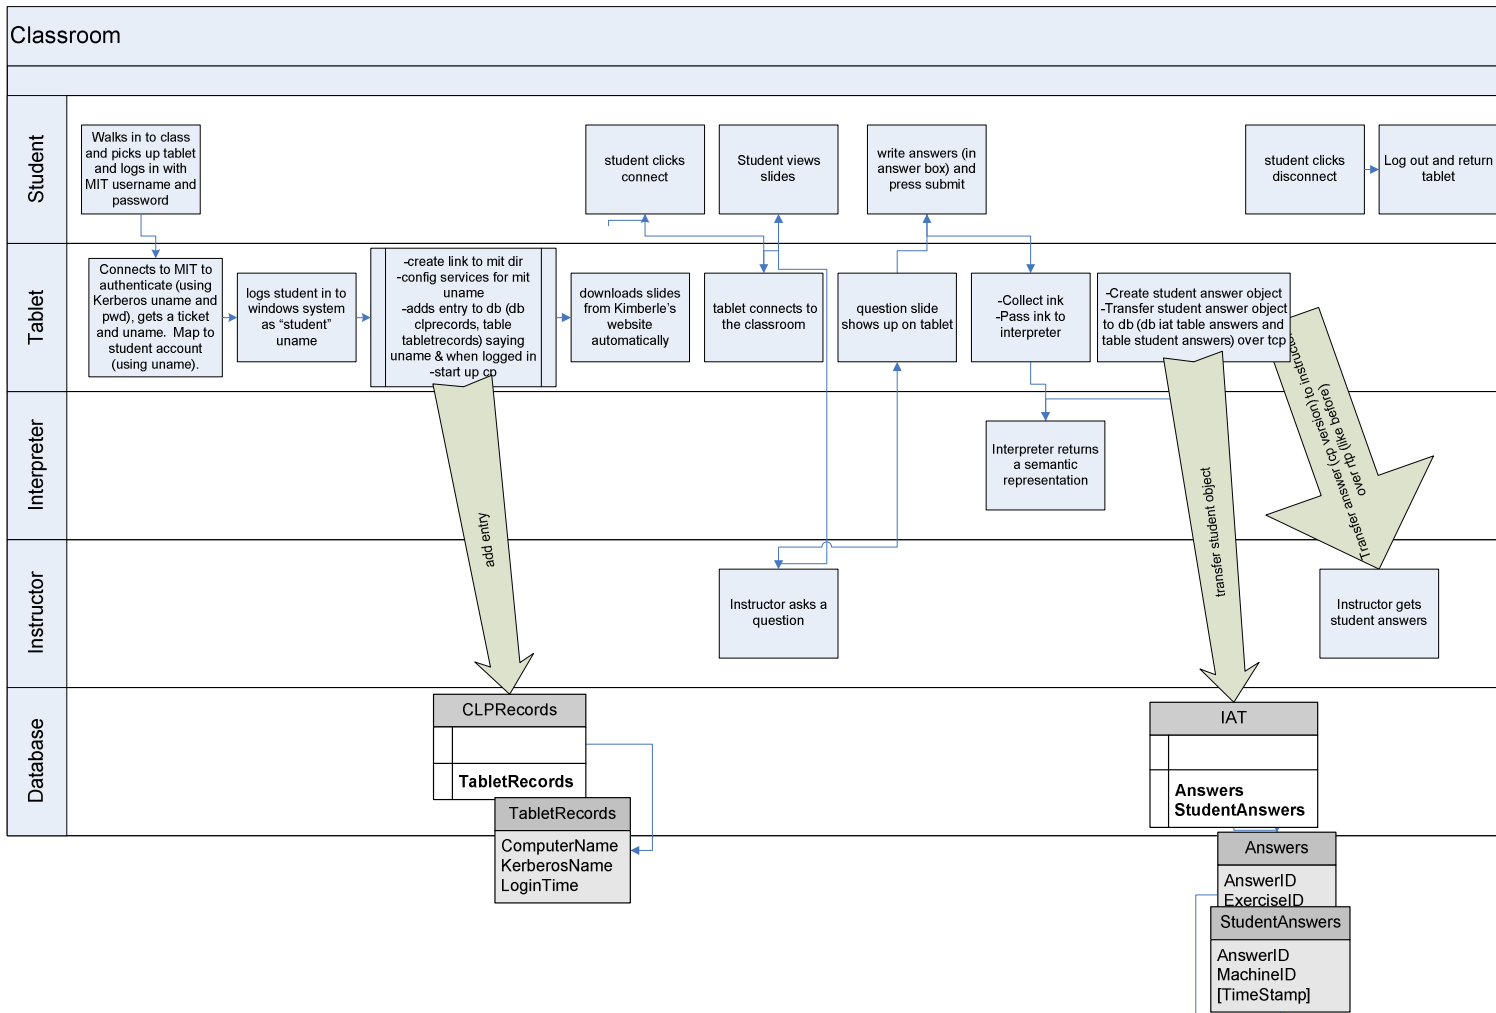 Classroom
Student
Walks in to class
and picks up tablet
and logs in with
MIT username and
password
student clicks
connect
Student views
slides
write answers (in
answer box) and
press submit
student clicks
disconnect
Log out and return
tablet
Tablet
Connects to MIT to
authenticate (using
Kerberos uname and
pwd), gets a ticket
and uname. Map to
student account
(using uname).
logs student in to
windows system
as “student”
uname
-create link to mit dir
-config services for mit
uname
-adds entry to db (db
clprecords, table
tabletrecords) saying
uname & when logged in
-start up cp
downloads slides
from Kimberle’s
website
automatically
tablet connects to
the classroom
question slide
shows up on tablet
-Collect ink
-Pass ink to
interpreter
-Create student answer object
-Transfer student answer object
to db (db iat table answers and
table student answers) over tcp
Transfer answer (cp version) to
over rtp (like before)
Interpreter
Interpreter returns
a semantic
representation
add entry
transfer student object
Instructor
Instructor asks a
question
Instructor gets
student answers
Database
CLPRecords
TabletRecords
TabletRecords
ComputerName
KerberosName
LoginTime
IAT
Answers
StudentAnswers
Answers
AnswerID
ExerciseID
StudentAnswers
AnswerID
MachineID
[TimeStamp]